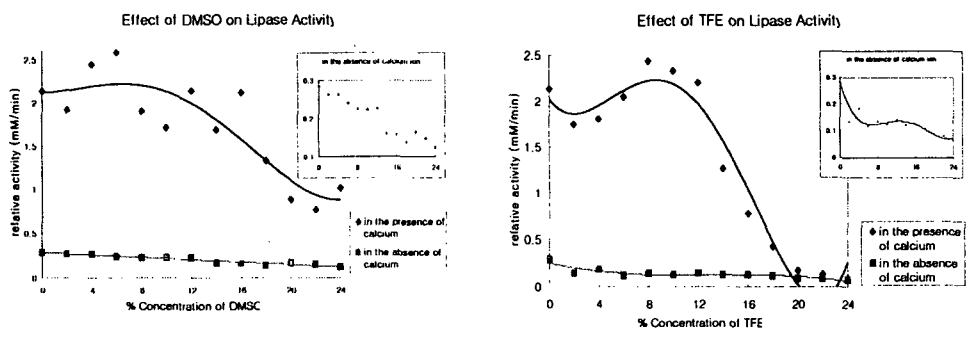 Effect of DMSO on Lipase Activity
relative activity (mM/min)
2.5
2
1.5
1
0.5
0
0 4 8 12 16 20 24
% Concentration of DMSC
in the absence of calcium ion
0.3
0.2
0.1
0 8 16 24
in the presence of
calcium
in the absence of
calcium
Effect of TFE on Lipase Activity
relative activity (mM/min)
2.5
2
1.5
1
0.5
0
0 4 8 12 16 20 24
% Concentration of TFE
in the absence of calcium ion
0.3
0.2
0.1
0
0 8 16 24
in the presence
of calcium
in the absence
of calcium